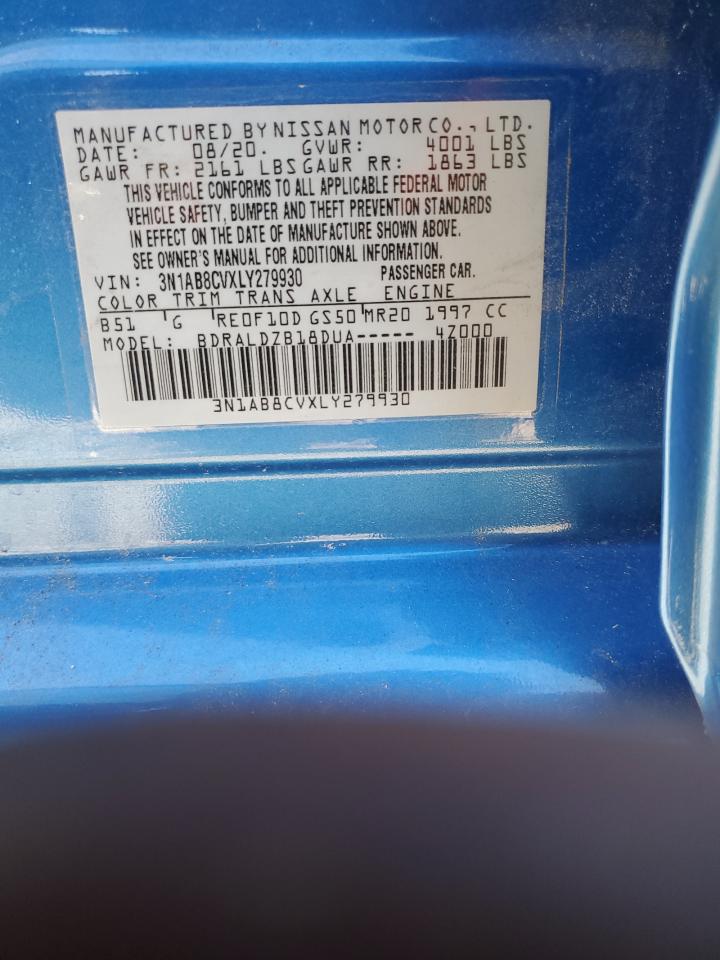 MANUFACTURED BY NISSAN MOTOR CO., LTD.
DATE: 08/20. GVWR: 4001 LBS
GAWR FR: 2161 LBS GAWR RR: 1863 LBS
THIS VEHICLE CONFORMS TO ALL APPLICABLE FEDERAL MOTOR
VEHICLE SAFETY, BUMPER AND THEFT PREVENTION STANDARDS
IN EFFECT ON THE DATE OF MANUFACTURE SHOWN ABOVE.
SEE OWNER'S MANUAL FOR ADDITIONAL INFORMATION.
VIN: 3N1AB8CVXLY279930 PASSENGER CAR.
COLOR TRIM TRANS AXLE ENGINE
B51 'G 'RE0F10D GS50 MR20 1997 CC
MODEL: BDRALDZB18DUA----- 4Z000
3N1AB8CVXLY279930